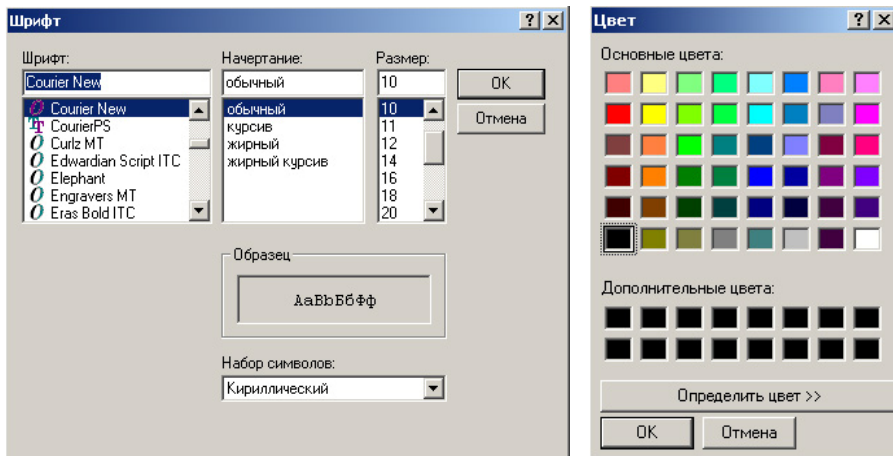 Шрифт
Шрифт:
Courier New
Courier New
CourierPS
Curlz MT
Edwardian Script ITC
Elephant
Engravers MT
Eras Bold ITC
Начертание:
обычный
обычный
курсив
жирный
жирный курсив
Размер:
10
10
11
12
14
16
18
20
OK
Отмена
Образец
АаВbБбФф
Набор символов:
Кириллический
Цвет
Основные цвета:
Дополнительные цвета:
Определить цвет >>
OK
Отмена